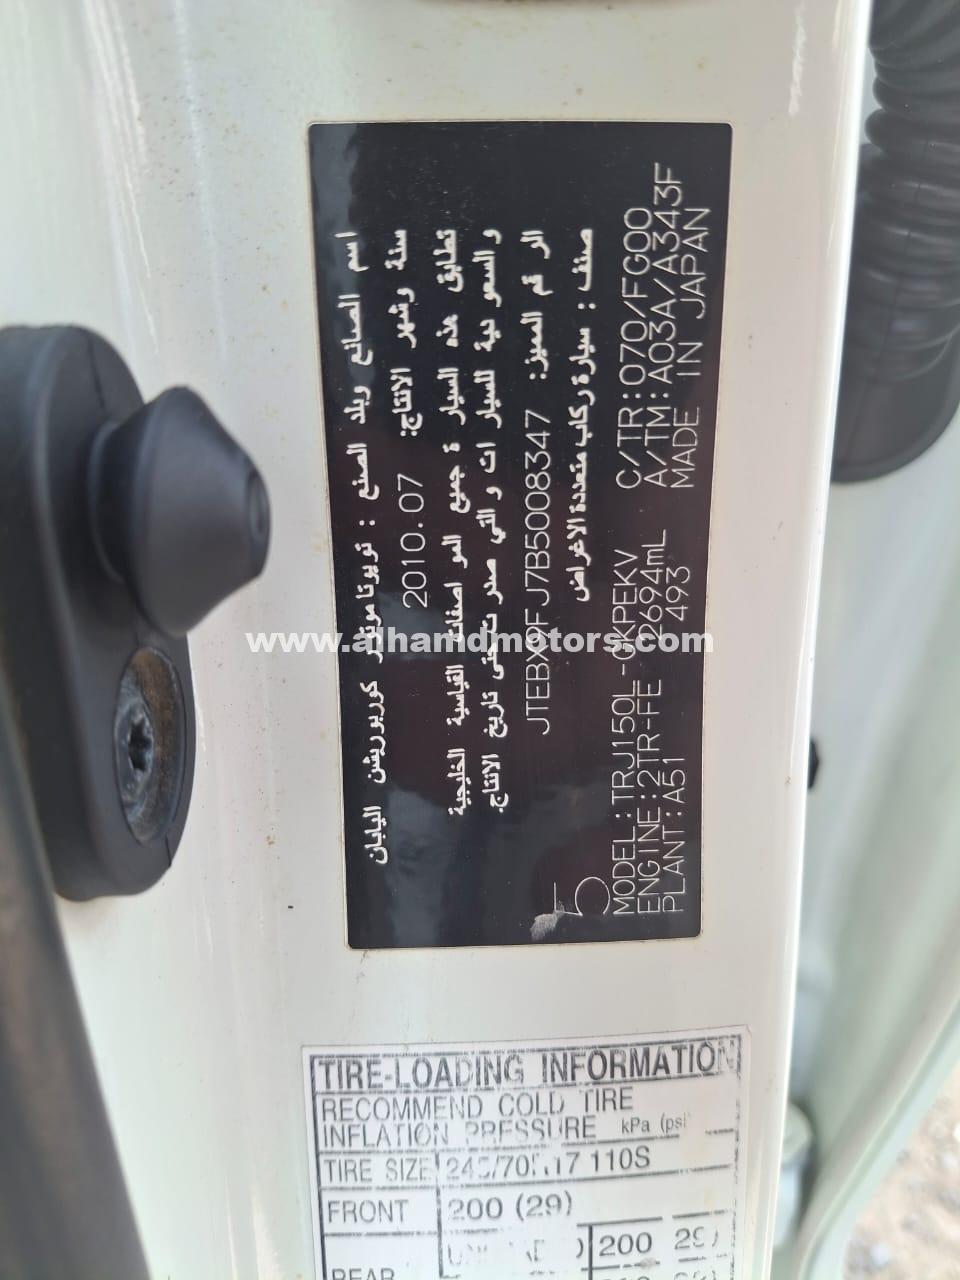 اسم الصانع وبلد الصنع : تويوتا موتور كوربوريشن اليابان
سنة وشهر الانتاج: 2010.07
تطابق هذه السيارة جميع المواصفات القياسية الخليجية
والسعودية للسيارات والتي صدرت حتى تاريخ الانتاج.
الرقم المميز: JTEBX9FJ7B5008347
صنف : سيارة ركاب متعددة الاغراض
5
MODEL:TRJ150L-GKPEKV C/TR:070/FG00
ENGINE:2TR-FE 2694mL A/TM:A03A/A343F
PLANT:A51 493 MADE IN JAPAN
www.alhamdmotors.com
TIRE-LOADING INFORMATION
RECOMMEND COLD TIRE
INFLATION PRESSURE kPa (psi)
TIRE SIZE 110S
FRONT 200 (29)
200
REAR